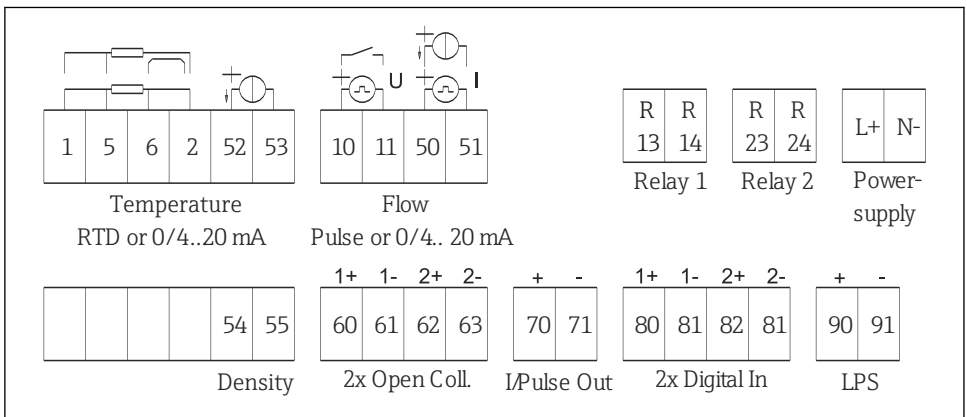 U I
1 5 6 2 52 53 10 11 50 51
R R R R
13 14 23 24
L+ N-
Temperature
RTD or 0/4..20 mA
Flow
Pulse or 0/4.. 20 mA
Relay 1 Relay 2 Power-
supply
1+ 1- 2+ 2- + - 1+ 1- 2+ 2- + -
54 55 60 61 62 63 70 71 80 81 82 81 90 91
Density 2x Open Coll. I/Pulse Out 2x Digital In LPS